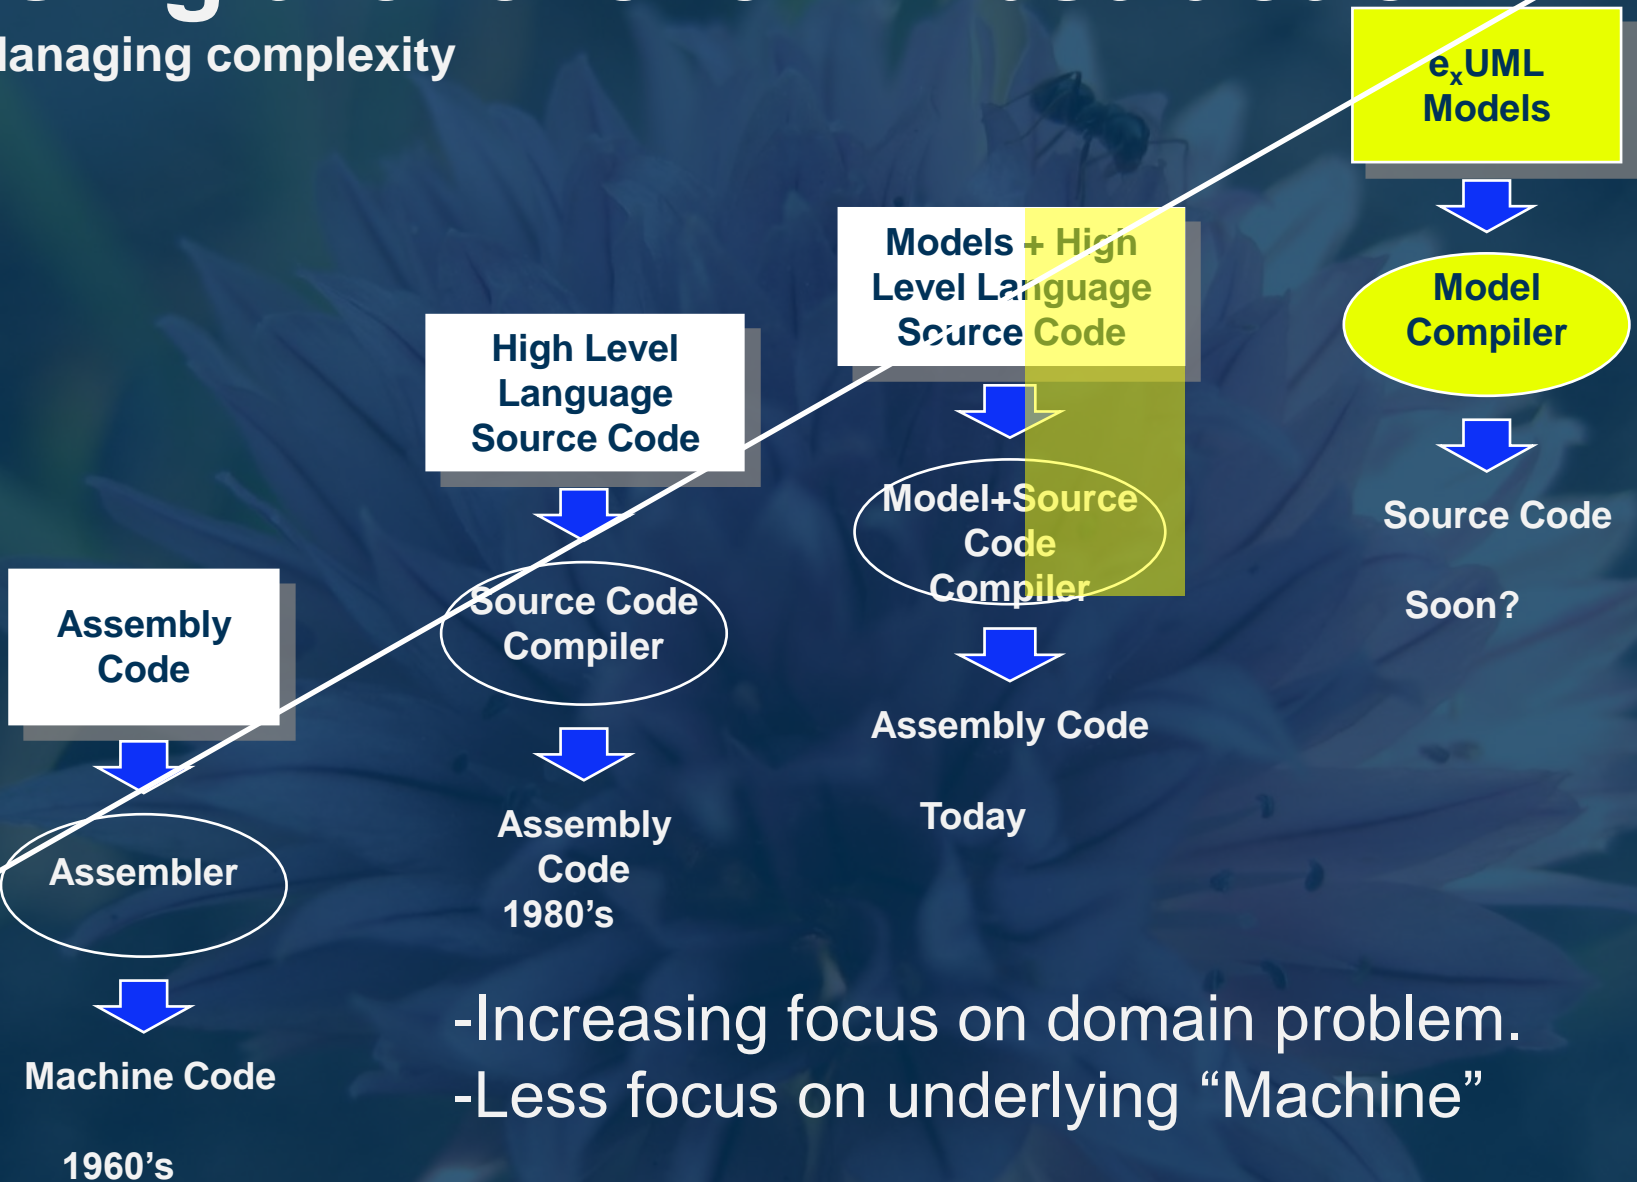 complexity
e_xUML
Models
Model
Compiler
Source Code
Soon?
Models + High
Level Language
Source Code
Model+Source
Code
Compiler
Assembly Code
Today
High Level
Language
Source Code
Source Code
Compiler
Assembly
Code
1980’s
Assembly
Code
Assembler
Machine Code
1960’s
-Increasing focus on domain problem.
-Less focus on underlying “Machine”